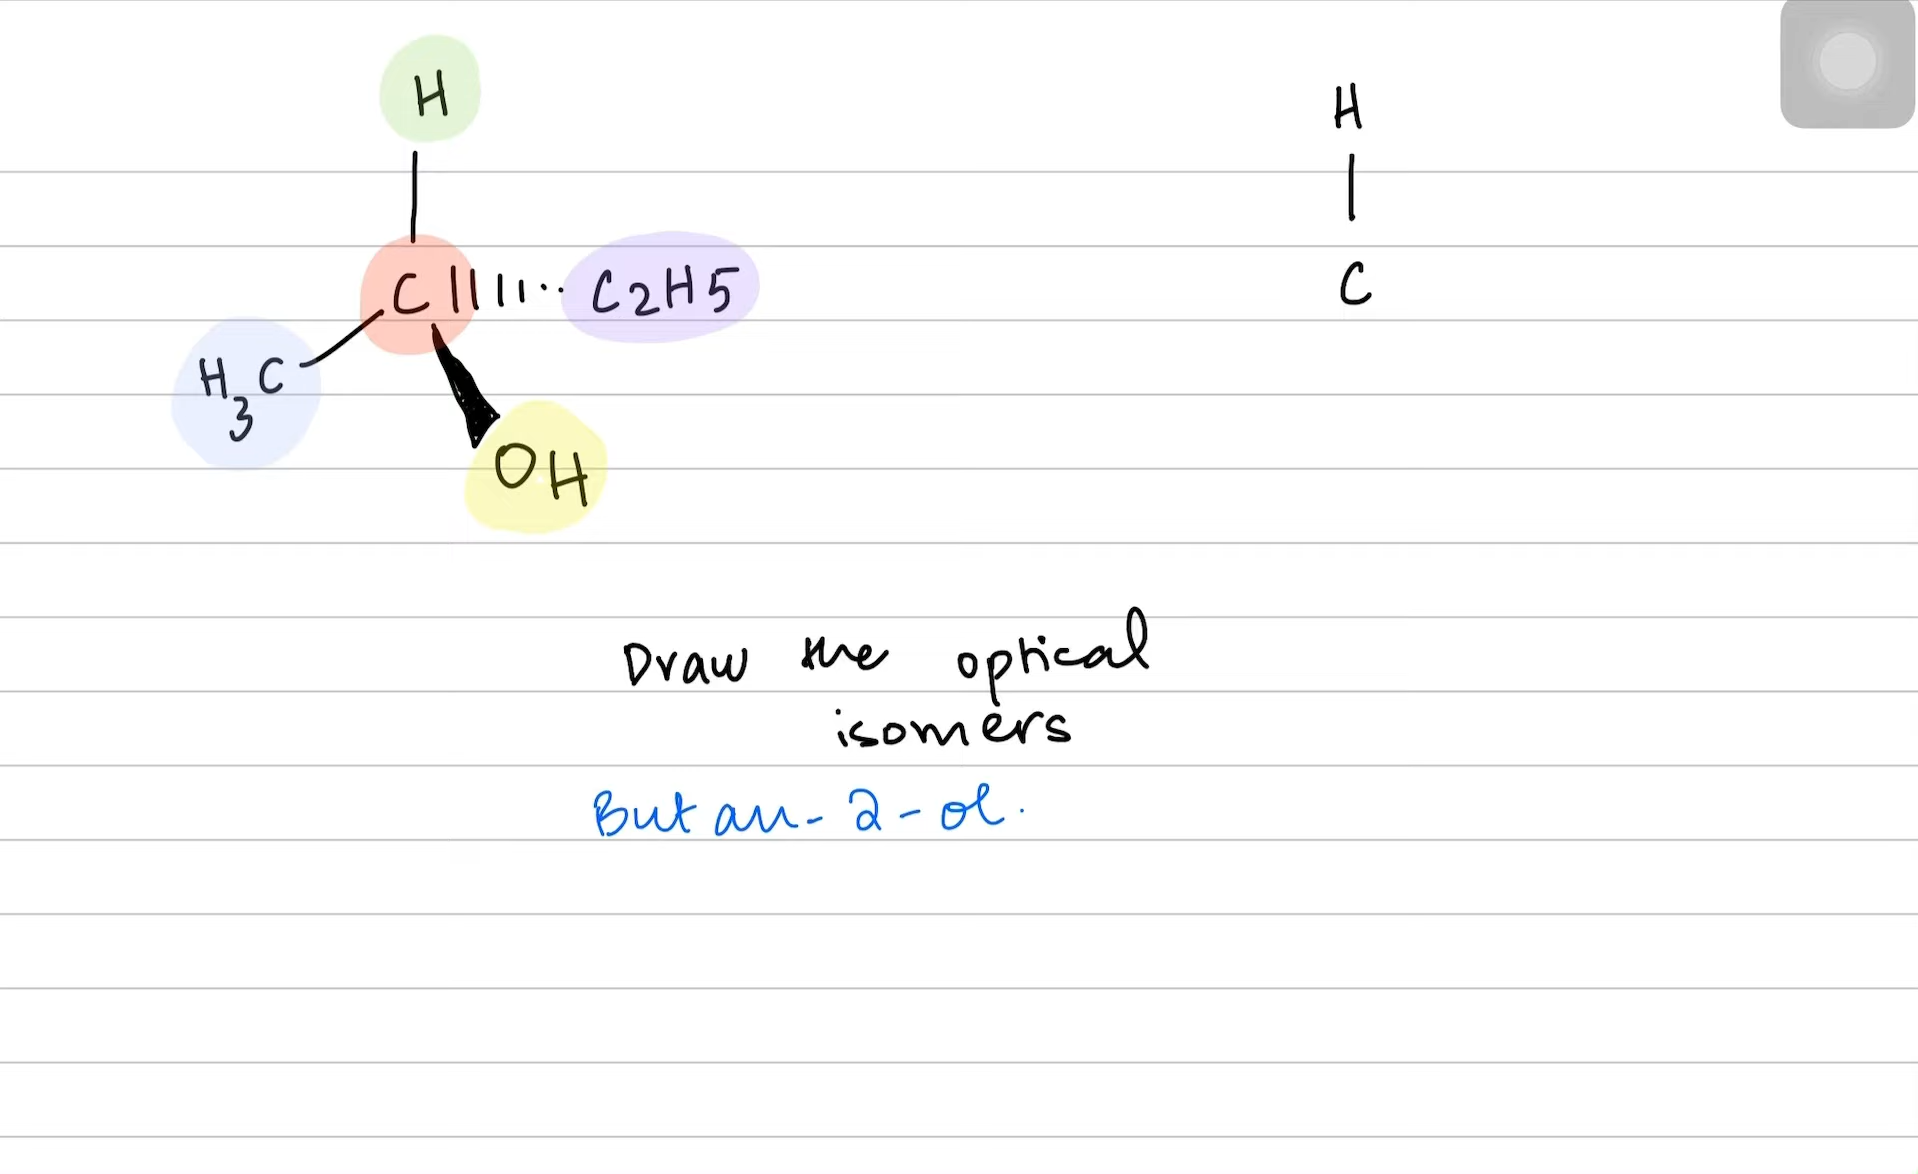 H
H
C C2H5
C
H3C
OH
Draw the optical
isomers
Butan-2-ol.